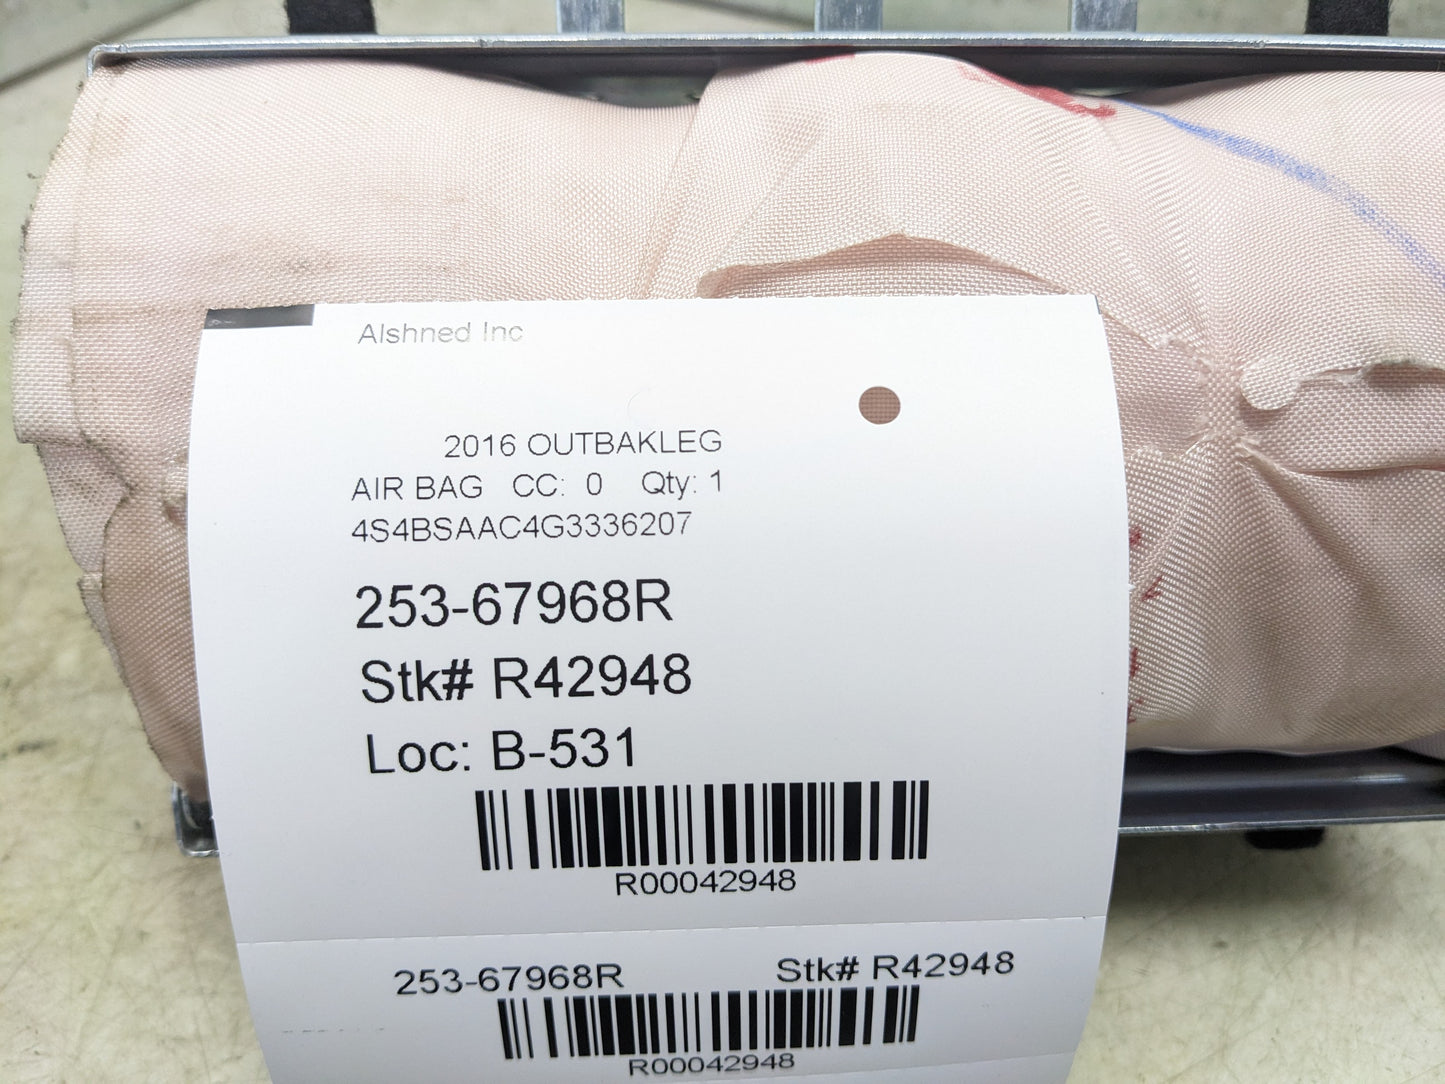 Alshned Inc
2016 OUTBAKLEG
AIR BAG CC: 0 Qty: 1
4S4BSAAC4G3336207
253-67968R
Stk# R42948
Loc: B-531
R00042948
253-67968R Stk# R42948
R00042948